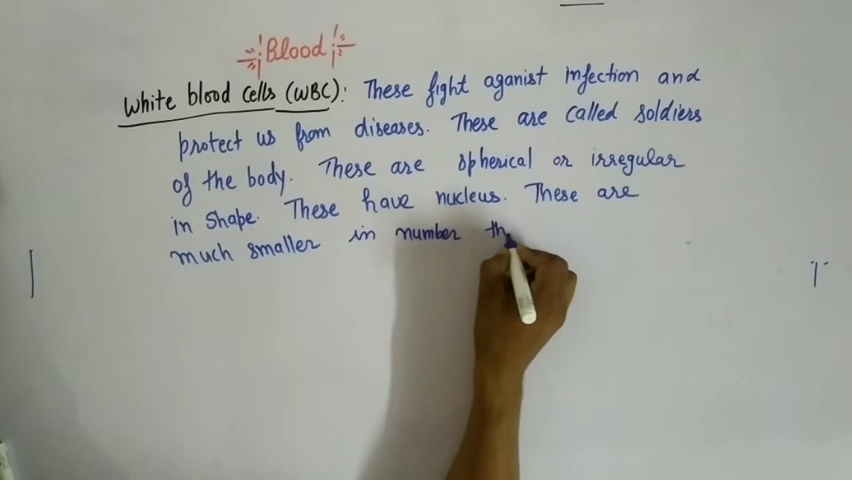 Blood
White blood cells (WBC): These fight aganist infection and
protect us from diseases. These are called soldiers
of the body. These are spherical or irregular
in shape. These have nucleus. These are
much smaller in number th